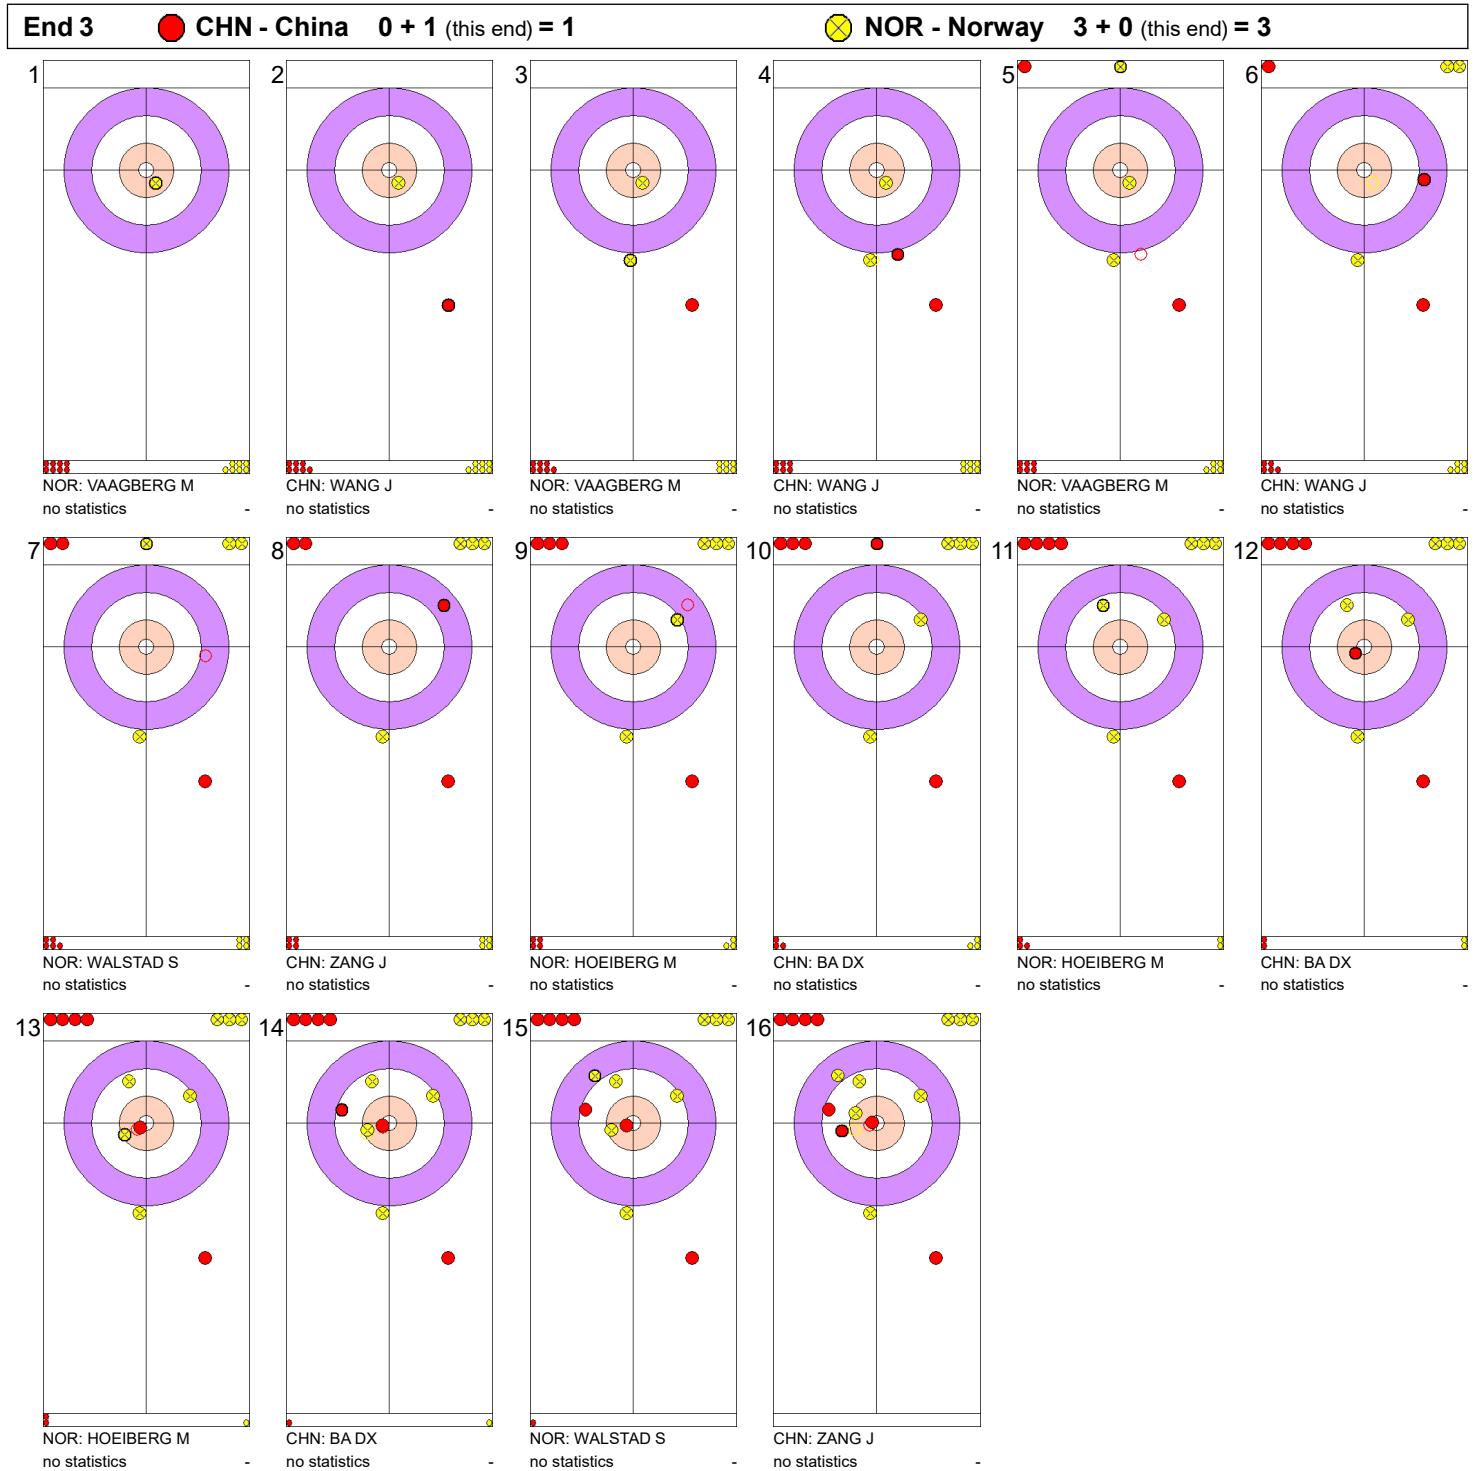 End 3 CHN - China 0 + 1 (this end) = 1 NOR - Norway 3 + 0 (this end) = 3
1 2 3 4 5 6
NOR: VAAGBERG M CHN: WANG J NOR: VAAGBERG M CHN: WANG J NOR: VAAGBERG M CHN: WANG J
no statistics - no statistics - no statistics - no statistics - no statistics - no statistics -
7 8 9 10 11 12
NOR: WALSTAD S CHN: ZANG J NOR: HOEIBERG M CHN: BA DX NOR: HOEIBERG M CHN: BA DX
no statistics - no statistics - no statistics - no statistics - no statistics - no statistics -
13 14 15 16
NOR: HOEIBERG M CHN: BA DX NOR: WALSTAD S CHN: ZANG J
no statistics - no statistics - no statistics - no statistics -